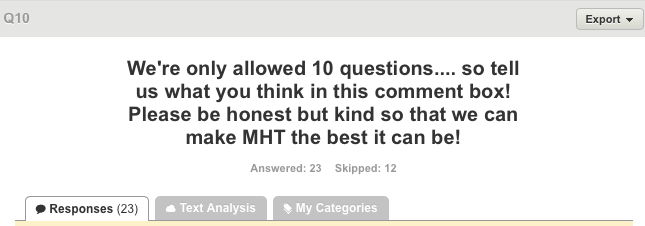 Q10
Export
We're only allowed 10 questions.... so tell
us what you think in this comment box!
Please be honest but kind so that we can
make MHT the best it can be!
Answered: 23 Skipped: 12
Responses (23) Text Analysis My Categories